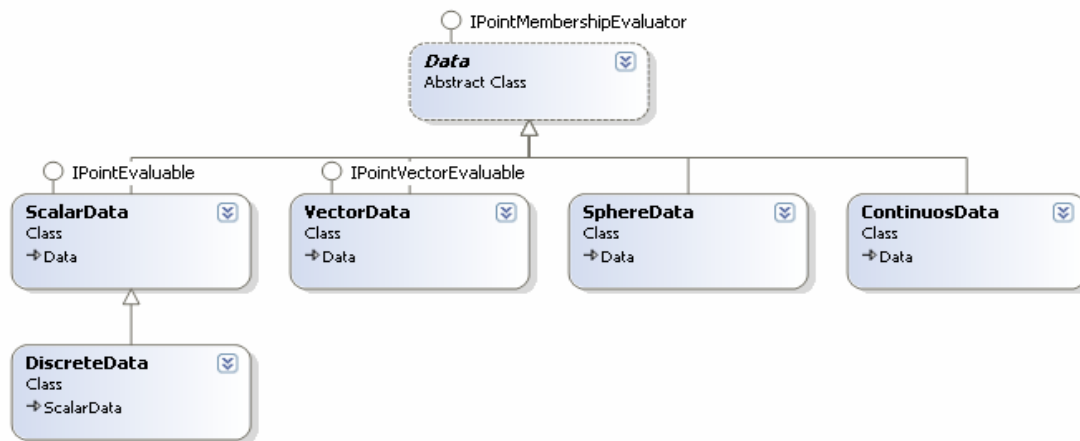 IPointMembershipEvaluator
Data
Abstract Class
IPointEvaluable
IPointVectorEvaluable
ScalarData
Class
Data
VectorData
Class
Data
SphereData
Class
Data
ContinuosData
Class
Data
DiscreteData
Class
ScalarData